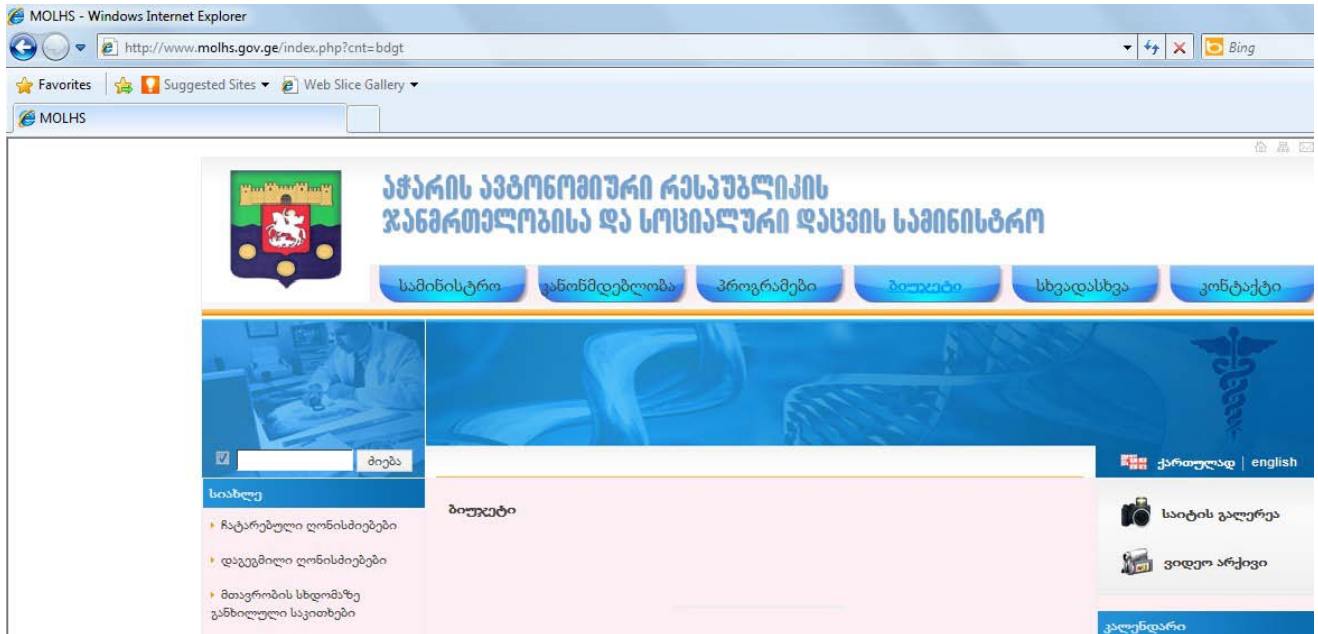 MOLHS - Windows Internet Explorer
http://www.molhs.gov.ge/index.php?cnt=bdgt
Bing
Favorites
Suggested Sites
Web Slice Gallery
MOLHS
აჭარის ავტონომიური რესპუბლიკის
ჯანმრთელობისა და სოციალური დაცვის სამინისტრო
სამინისტრო
კანონმდებლობა
პროგრამები
ბიუჯეტი
სხვადასხვა
კონტაქტი
ძიება
ქართულად | english
სიახლე
ბიუჯეტი
საიტის გალერეა
ჩატარებული ღონისძიებები
დაგეგმილი ღონისძიებები
ვიდეო არქივი
მთავრობის სხდომაზე
განხილული საკითხები
კალენდარი